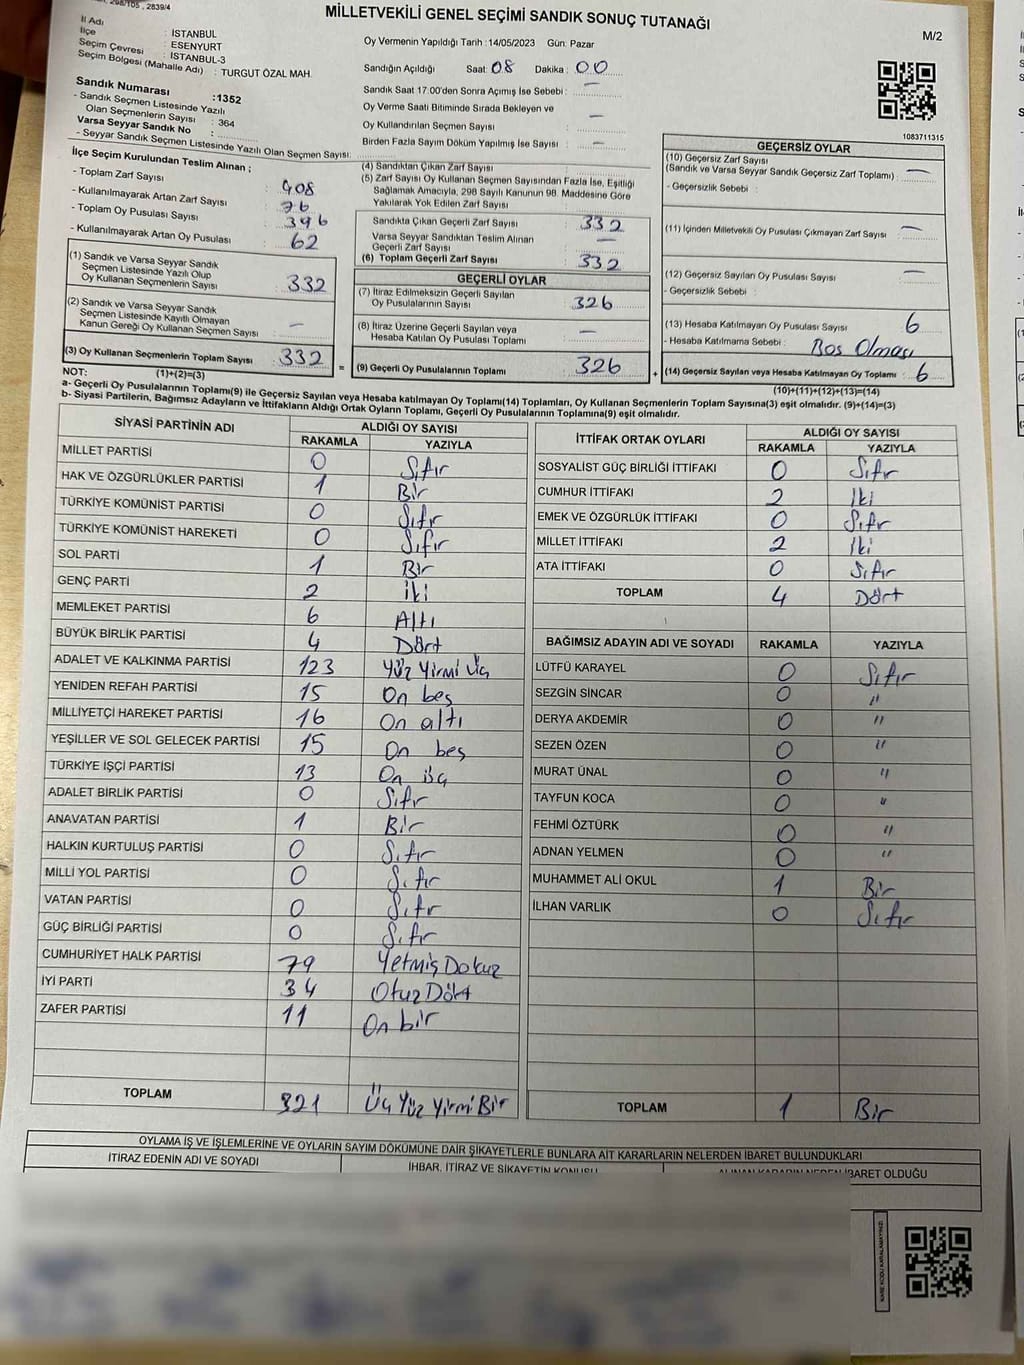 298/105, 2839/4
MİLLETVEKİLİ GENEL SEÇİMİ SANDIK SONUÇ TUTANAĞI
M/2
İl Adı : İSTANBUL
İlçe : ESENYURT
Seçim Çevresi : İSTANBUL-3
Seçim Bölgesi (Mahalle Adı) : TURGUT ÖZAL MAH.
Sandık Numarası :1352
- Sandık Seçmen Listesinde Yazılı
Olan Seçmenlerin Sayısı : 364
Varsa Seyyar Sandık No :
- Seyyar Sandık Seçmen Listesinde Yazılı Olan Seçmen Sayısı:
Oy Vermenin Yapıldığı Tarih :14/05/2023 Gün: Pazar
Sandığın Açıldığı Saat: 08 Dakika : 00
Sandık Saat 17:00'den Sonra Açımış İse Sebebi : —
Oy Verme Saati Bitiminde Sırada Bekleyen ve
Oy Kullandırılan Seçmen Sayısı : —
Birden Fazla Sayım Döküm Yapılmış İse Sayısı : —
1083711315
İlçe Seçim Kurulundan Teslim Alınan ;
- Toplam Zarf Sayısı : 408
- Kullanılmayarak Artan Zarf Sayısı : 76
- Toplam Oy Pusulası Sayısı : 396
- Kullanılmayarak Artan Oy Pusulası : 62
(1) Sandık ve Varsa Seyyar
Sandık Seçmen Listesinde Yazılı Olup
Oy Kullanan Seçmenlerin Sayısı : 332
(2) Sandık ve Varsa Seyyar Sandık
Seçmen Listesinde Kayıtlı Olmayan
Kanun Gereği Oy Kullanan Seçmen Sayısı : —
(3) Oy Kullanan Seçmenlerin Toplam Sayısı : 332
(4) Sandıktan Çıkan Zarf Sayısı :
(5) Zarf Sayısı Oy Kullanan Seçmen Sayısından Fazla İse, Eşitliği
Sağlamak Amacıyla, 298 Sayılı Kanunun 98. Maddesine Göre
Yakılarak Yok Edilen Zarf Sayısı :
Sandıkta Çıkan Geçerli Zarf Sayısı : 332
Varsa Seyyar Sandıktan Teslim Alınan
Geçerli Zarf Sayısı : —
(6) Toplam Geçerli Zarf Sayısı : 332
GEÇERLİ OYLAR
(7) İtiraz Edilmeksizin Geçerli Sayılan
Oy Pusulalarının Sayısı : 326
(8) İtiraz Üzerine Geçerli Sayılan veya
Hesaba Katılan Oy Pusulası Toplamı : —
= (9) Geçerli Oy Pusulalarının Toplamı : 326 +
GEÇERSİZ OYLAR
(10) Geçersiz Zarf Sayısı
(Sandık ve Varsa Seyyar Sandık Geçersiz Zarf Toplamı) : —
- Geçersizlik Sebebi :
(11) İçinden Milletvekili Oy Pusulası Çıkmayan Zarf Sayısı : —
(12) Geçersiz Sayılan Oy Pusulası Sayısı : —
- Geçersizlik Sebebi :
(13) Hesaba Katılmayan Oy Pusulası Sayısı : 6
- Hesaba Katılmama Sebebi : Boş Olması
(14) Geçersiz Sayılan veya Hesaba Katılmayan Oy Toplamı : 6
NOT: (1)+(2)=(3)
(10)+(11)+(12)+(13)=(14)
a- Geçerli Oy Pusulalarının Toplamı(9) ile Geçersiz Sayılan veya Hesaba Katılmayan Oy Toplamı(14) Toplamları, Oy Kullanan Seçmenlerin Toplam Sayısına(3) eşit olmalıdır. (9)+(14)=(3)
b- Siyasi Partilerin, Bağımsız Adayların ve İttifakların Aldığı Ortak Oyların Toplamı, Geçerli Oy Pusulalarının Toplamına(9) eşit olmalıdır.
SİYASİ PARTİNİN ADI ALDIĞI OY SAYISI
RAKAMLA YAZIYLA
MİLLET PARTİSİ 0 Sıfır
HAK VE ÖZGÜRLÜKLER PARTİSİ 1 Bir
TÜRKİYE KOMÜNİST PARTİSİ 0 Sıfır
TÜRKİYE KOMÜNİST HAREKETİ 0 Sıfır
SOL PARTİ 1 Bir
GENÇ PARTİ 2 İki
MEMLEKET PARTİSİ 6 Altı
BÜYÜK BİRLİK PARTİSİ 4 Dört
ADALET VE KALKINMA PARTİSİ 123 Yüz Yirmi Üç
YENİDEN REFAH PARTİSİ 15 On beş
MİLLİYETÇİ HAREKET PARTİSİ 16 On altı
YEŞİLLER VE SOL GELECEK PARTİSİ 15 On beş
TÜRKİYE İŞÇİ PARTİSİ 13 On üç
ADALET BİRLİK PARTİSİ 0 Sıfır
ANAVATAN PARTİSİ 1 Bir
HALKIN KURTULUŞ PARTİSİ 0 Sıfır
MİLLİ YOL PARTİSİ 0 Sıfır
VATAN PARTİSİ 0 Sıfır
GÜÇ BİRLİĞİ PARTİSİ 0 Sıfır
CUMHURİYET HALK PARTİSİ 79 Yetmiş Dokuz
İYİ PARTİ 34 Otuz Dört
ZAFER PARTİSİ 11 On bir
TOPLAM 321 Üç Yüz Yirmi Bir
İTTİFAK ORTAK OYLARI ALDIĞI OY SAYISI
RAKAMLA YAZIYLA
SOSYALİST GÜÇ BİRLİĞİ İTTİFAKI 0 Sıfır
CUMHUR İTTİFAKI 2 İki
EMEK VE ÖZGÜRLÜK İTTİFAKI 0 Sıfır
MİLLET İTTİFAKI 2 İki
ATA İTTİFAKI 0 Sıfır
TOPLAM 4 Dört
BAĞIMSIZ ADAYIN ADI VE SOYADI RAKAMLA YAZIYLA
LÜTFÜ KARAYEL 0 Sıfır
SEZGİN SİNCAR 0 "
DERYA AKDEMİR 0 "
SEZEN ÖZEN 0 "
MURAT ÜNAL 0 "
TAYFUN KOCA 0 "
FEHMİ ÖZTÜRK 0 "
ADNAN YELMEN 0 "
MUHAMMET ALİ OKUL 1 Bir
İLHAN VARLIK 0 Sıfır
TOPLAM 1 Bir
OYLAMA İŞ VE İŞLEMLERİNE VE OYLARIN SAYIM DÖKÜMÜNE DAİR ŞİKAYETLERLE BUNLARA AİT KARARLARIN NELERDEN İBARET BULUNDUKLARI
İTİRAZ EDENİN ADI VE SOYADI
İHBAR, İTİRAZ VE ŞİKAYETİN KONUSU
ALINAN KARARIN NEDEN İBARET OLDUĞU
KARE KODU KARALAMAYINIZ!